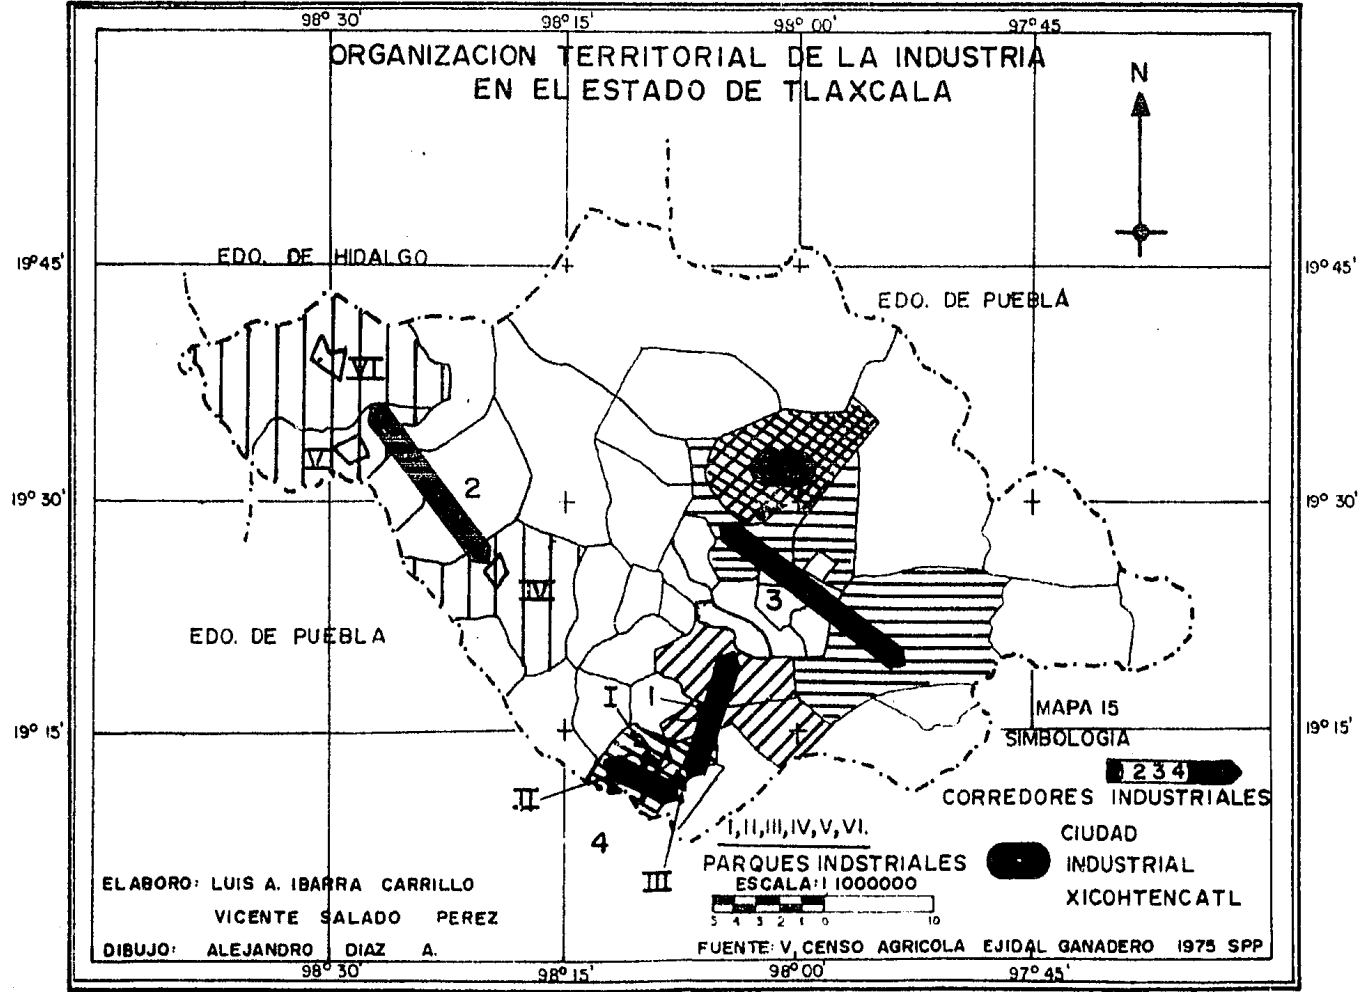 98° 30'
98° 15'
98° 00'
97° 45
ORGANIZACION TERRITORIAL DE LA INDUSTRIA
EN EL ESTADO DE TLAXCALA
N
EDO. DE HIDALGO
19° 45'
19° 45'
EDO. DE PUEBLA
VI
V
2
19° 30'
19° 30'
IV
3
EDO. DE PUEBLA
I
1
MAPA 15
19° 15'
19° 15'
SIMBOLOGIA
2 3 4
II
CORREDORES INDUSTRIALES
I, II, III, IV, V, VI.
4
CIUDAD
INDUSTRIAL
XICOHTENCATL
PARQUES INDSTRIALES
III
ESCALA: 1 1000000
5 4 3 2 1 0 10
ELABORO: LUIS A. IBARRA CARRILLO
VICENTE SALADO PEREZ
DIBUJO: ALEJANDRO DIAZ A.
FUENTE: V, CENSO AGRICOLA EJIDAL GANADERO 1975 SPP
98° 30'
98° 15'
98° 00'
97° 45'